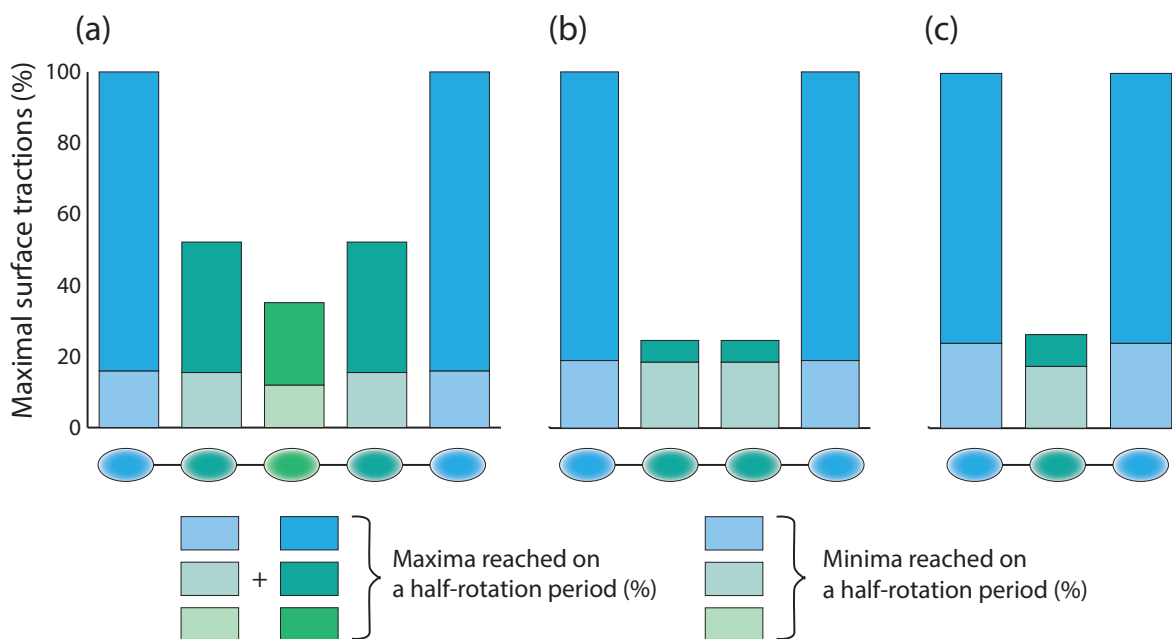 (a)
(b)
(c)
Maximal surface tractions (%)
100
80
60
40
20
0
+
Maxima reached on
a half-rotation period (%)
Minima reached on
a half-rotation period (%)